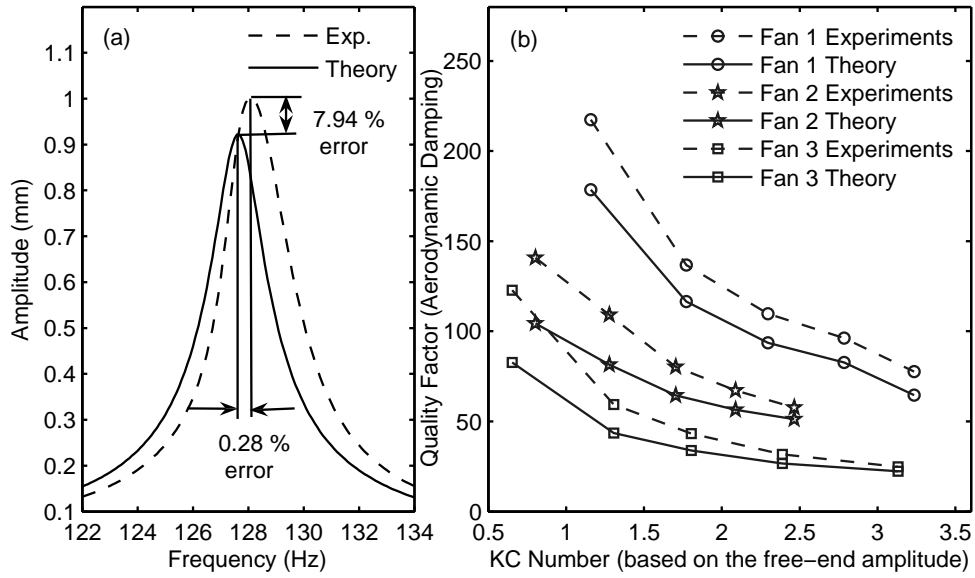 (a)
Exp.
Theory
7.94 %
error
0.28 %
error
1.1
1
0.9
0.8
0.7
0.6
0.5
0.4
0.3
0.2
0.1
Amplitude (mm)
122 124 126 128 130 132 134
Frequency (Hz)
(b)
Fan 1 Experiments
Fan 1 Theory
Fan 2 Experiments
Fan 2 Theory
Fan 3 Experiments
Fan 3 Theory
250
200
150
100
50
0
Quality Factor (Aerodynamic Damping)
0.5 1 1.5 2 2.5 3 3.5
KC Number (based on the free−end amplitude)